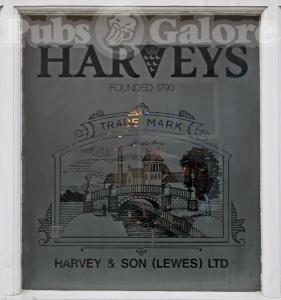 Pubs Galore
HARVEYS
FOUNDED 1790
TRADE MARK
HARVEY & SON (LEWES) LTD